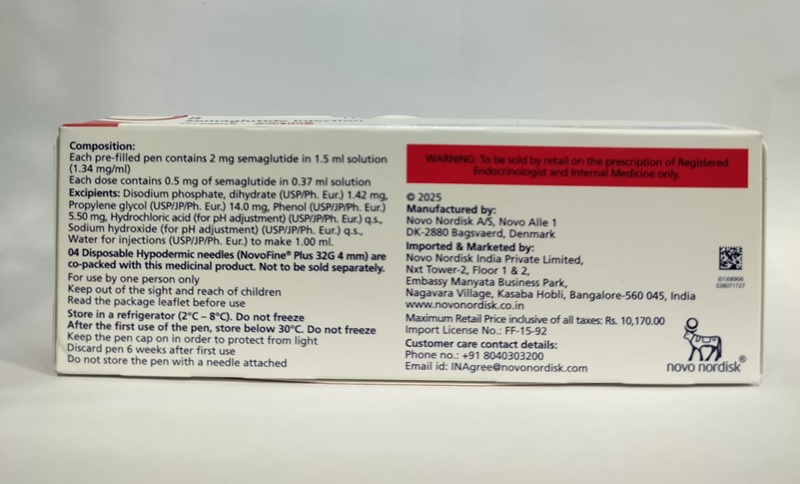 Semaglutide Injection
Composition:
Each pre-filled pen contains 2 mg semaglutide in 1.5 ml solution
(1.34 mg/ml)
Each dose contains 0.5 mg of semaglutide in 0.37 ml solution
Excipients: Disodium phosphate, dihydrate (USP/Ph. Eur.) 1.42 mg,
Propylene glycol (USP/JP/Ph. Eur.) 14.0 mg, Phenol (USP/JP/Ph. Eur.)
5.50 mg, Hydrochloric acid (for pH adjustment) (USP/JP/Ph. Eur.) q.s.,
Sodium hydroxide (for pH adjustment) (USP/JP/Ph. Eur.) q.s.,
Water for injections (USP/JP/Ph. Eur.) to make 1.00 ml.
04 Disposable Hypodermic needles (NovoFine® Plus 32G 4 mm) are
co-packed with this medicinal product. Not to be sold separately.
For use by one person only
Keep out of the sight and reach of children
Read the package leaflet before use
Store in a refrigerator (2°C – 8°C). Do not freeze
After the first use of the pen, store below 30°C. Do not freeze
Keep the pen cap on in order to protect from light
Discard pen 6 weeks after first use
Do not store the pen with a needle attached
WARNING: To be sold by retail on the prescription of Registered
Endocrinologist and Internal Medicine only.
© 2025
Manufactured by:
Novo Nordisk A/S, Novo Alle 1
DK-2880 Bagsvaerd, Denmark
Imported & Marketed by:
Novo Nordisk India Private Limited,
Nxt Tower-2, Floor 1 & 2,
Embassy Manyata Business Park,
Nagavara Village, Kasaba Hobli, Bangalore-560 045, India
www.novonordisk.co.in
Maximum Retail Price inclusive of all taxes: Rs. 10,170.00
Import License No.: FF-15-92
Customer care contact details:
Phone no.: +91 8040303200
Email id: INAgree@novonordisk.com
novo nordisk®